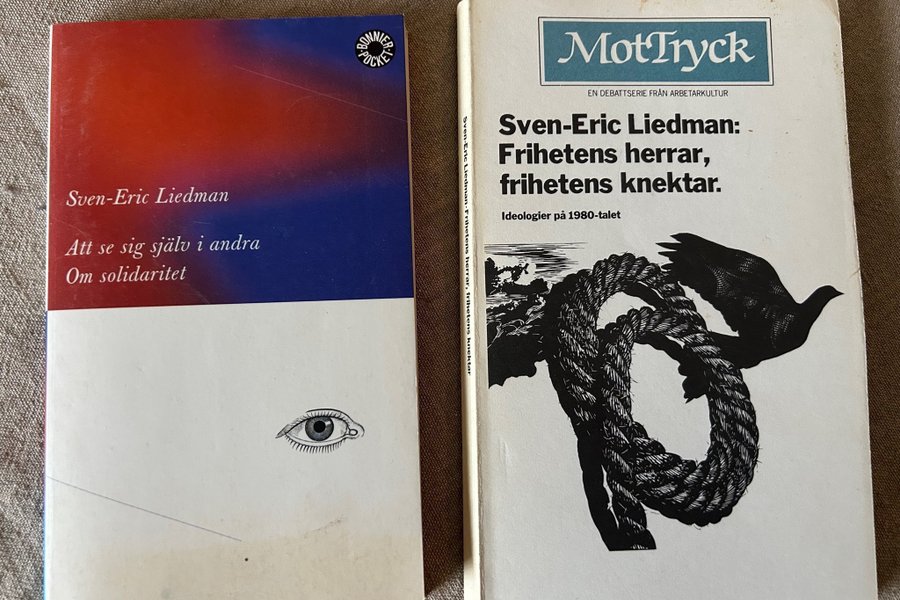 BONNIER
POCKET
Sven-Eric Liedman
Att se sig själv i andra
Om solidaritet
MotTryck
EN DEBATTSERIE FRÅN ARBETARKULTUR
Sven-Eric Liedman:
Frihetens herrar,
frihetens knektar.
Ideologier på 1980-talet
Sven-Eric Liedman·Frihetens herrar, frihetens knektar